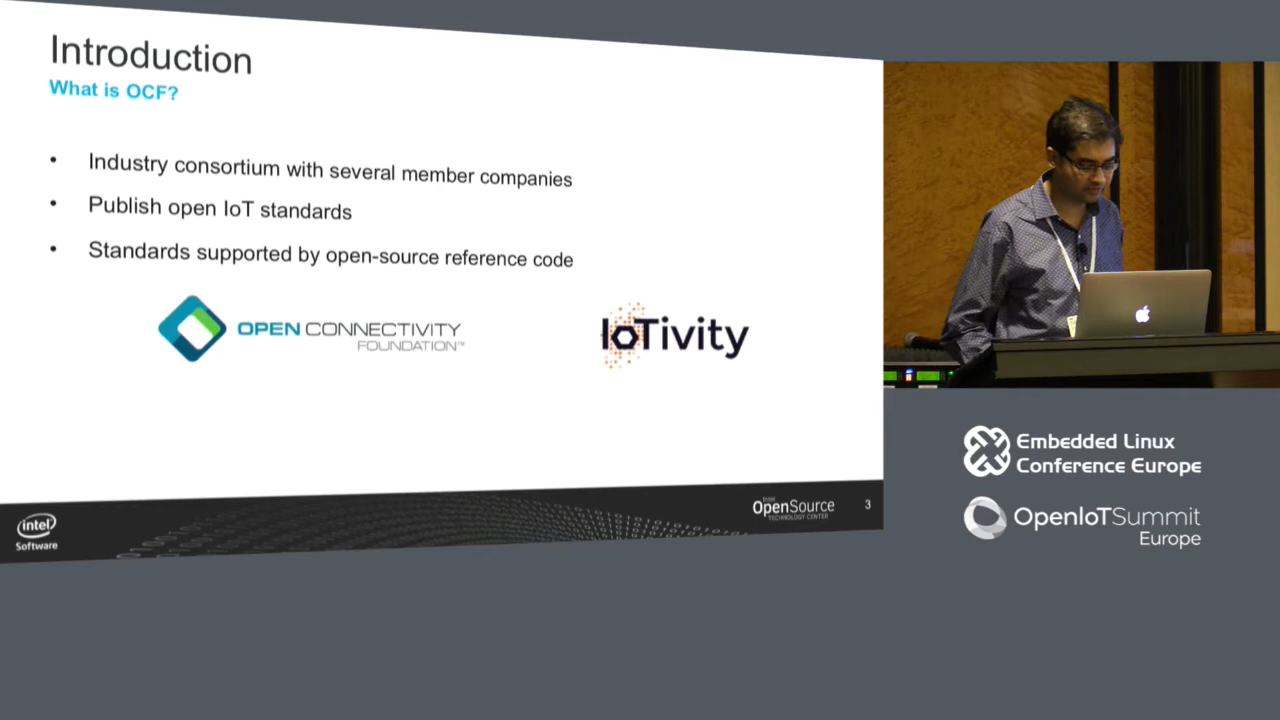 Introduction
What is OCF?
• Industry consortium with several member companies
• Publish open IoT standards
• Standards supported by open-source reference code
OPEN CONNECTIVITY
FOUNDATION™
IoTivity
intel
Software
Intel
OpenSource
TECHNOLOGY CENTER
3
Embedded Linux
Conference Europe
OpenIoTSummit
Europe